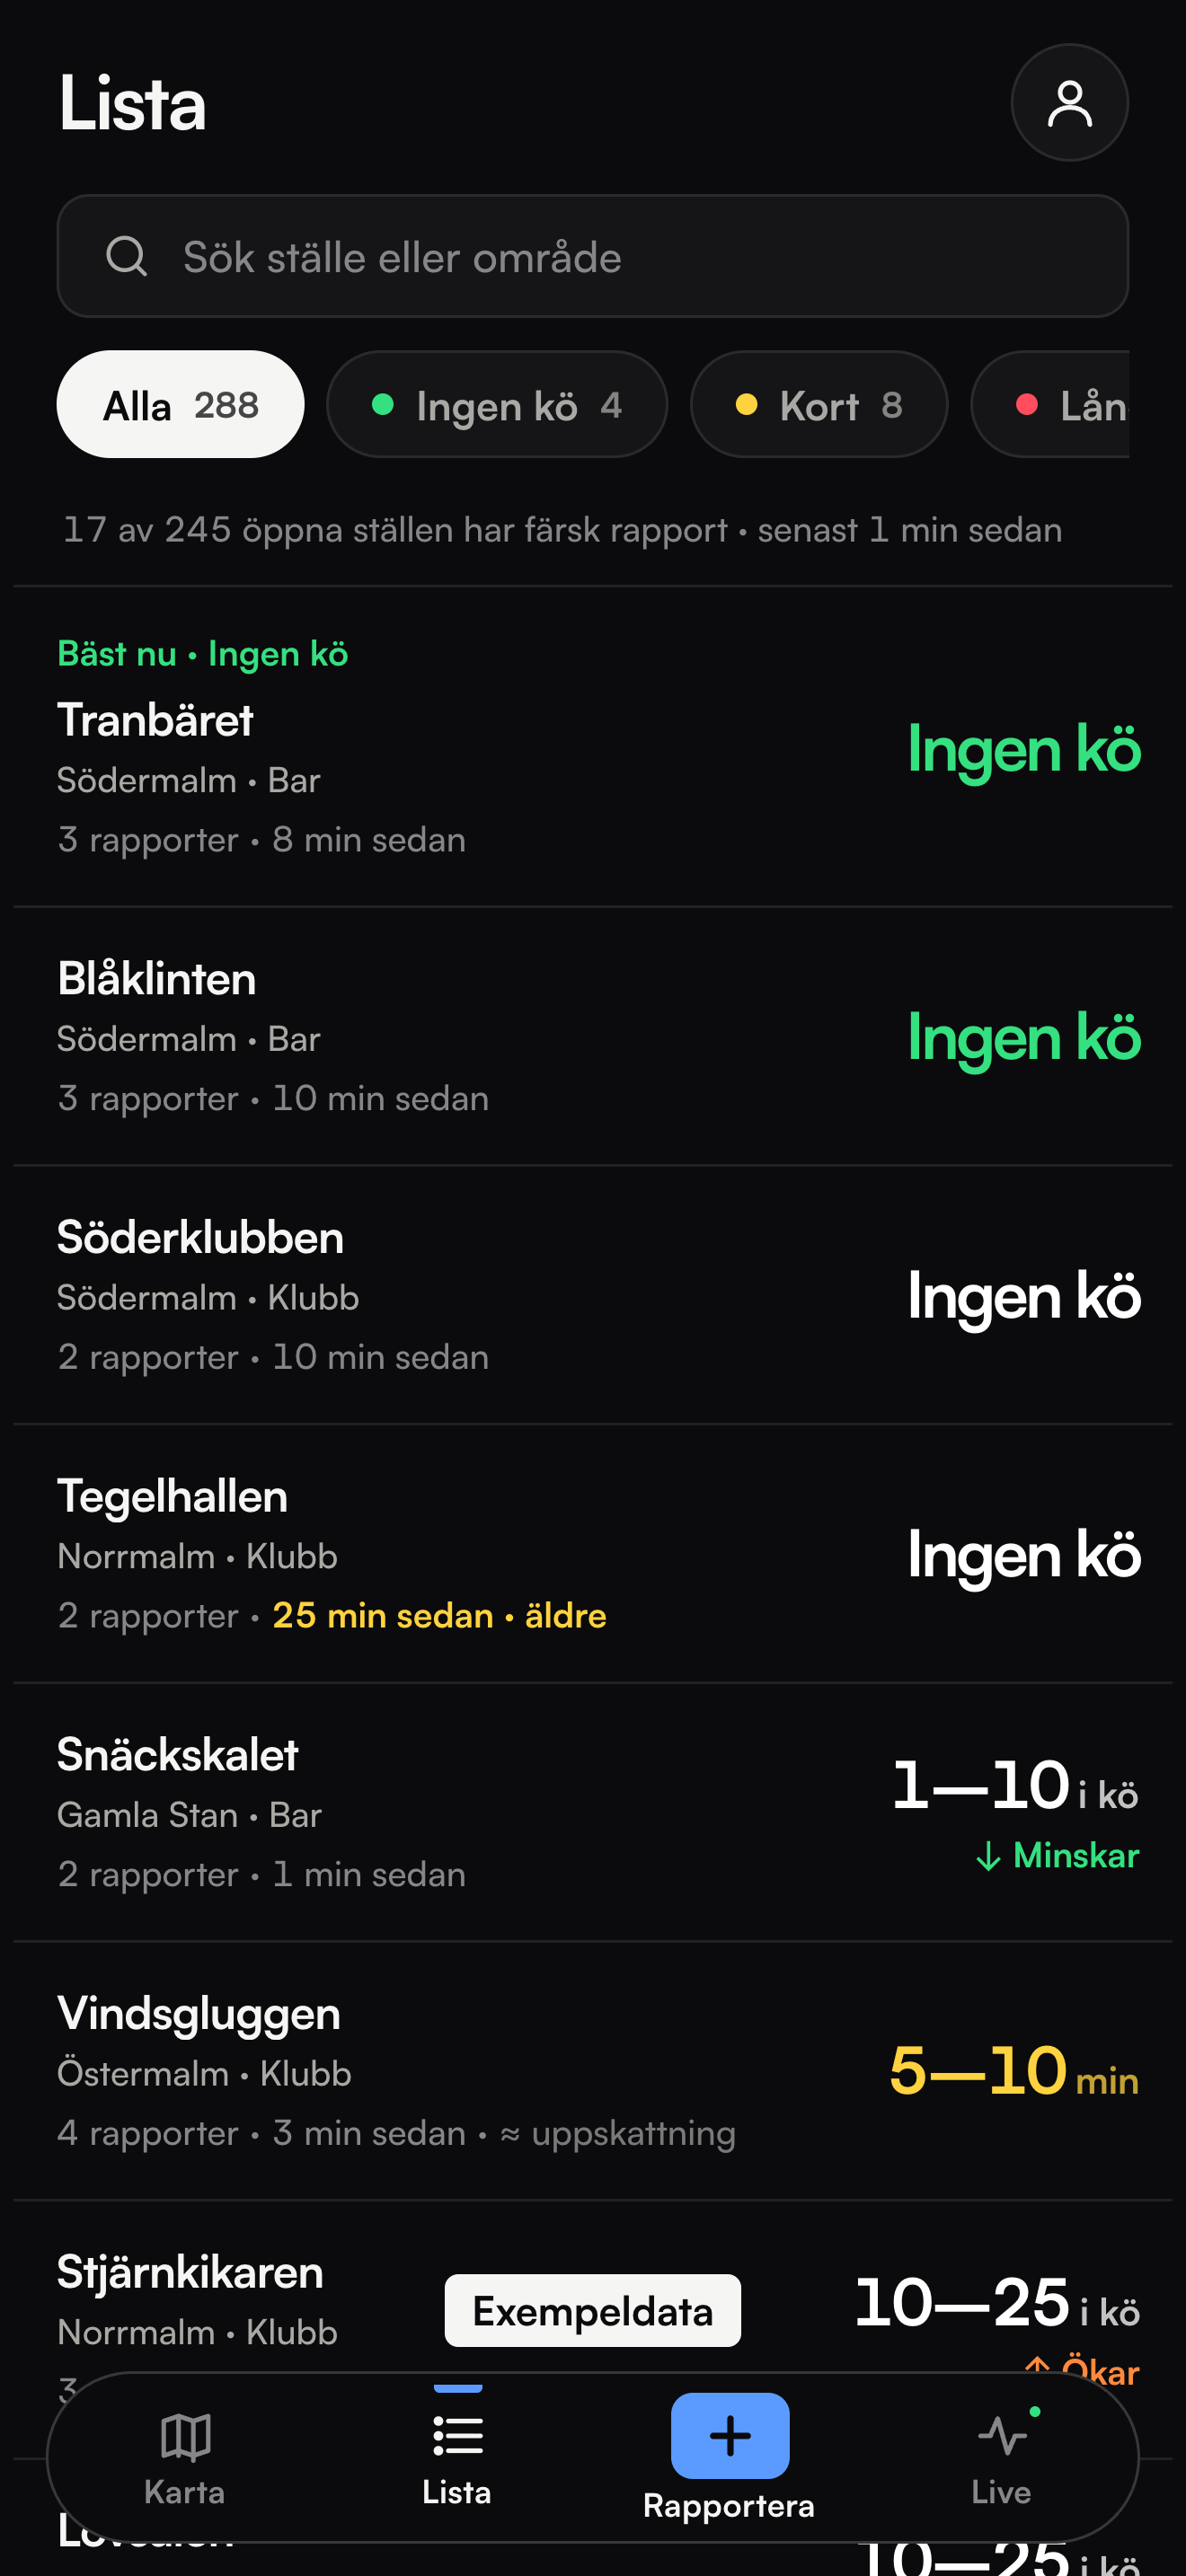 Lista
Sök ställe eller område
Alla 288 Ingen kö 4 Kort 8 Lån
17 av 245 öppna ställen har färsk rapport · senast 1 min sedan
Bäst nu · Ingen kö
Tranbäret
Ingen kö
Södermalm · Bar
3 rapporter · 8 min sedan
Blåklinten
Ingen kö
Södermalm · Bar
3 rapporter · 10 min sedan
Söderklubben
Ingen kö
Södermalm · Klubb
2 rapporter · 10 min sedan
Tegelhallen
Ingen kö
Norrmalm · Klubb
2 rapporter · 25 min sedan · äldre
Snäckskalet
1—10 i kö
Gamla Stan · Bar
↓ Minskar
2 rapporter · 1 min sedan
Vindsgluggen
5—10 min
Östermalm · Klubb
4 rapporter · 3 min sedan · ≈ uppskattning
Stjärnkikaren
10—25 i kö
Exempeldata
Norrmalm · Klubb
↑ Ökar
3
Karta Lista Rapportera Live
10—25 i kö